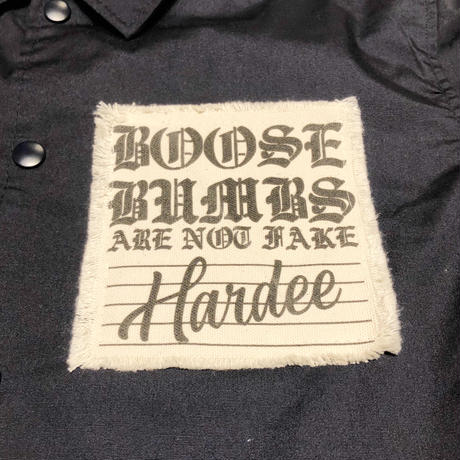 BOOSE
BUMBS
ARE NOT FAKE
Hardee